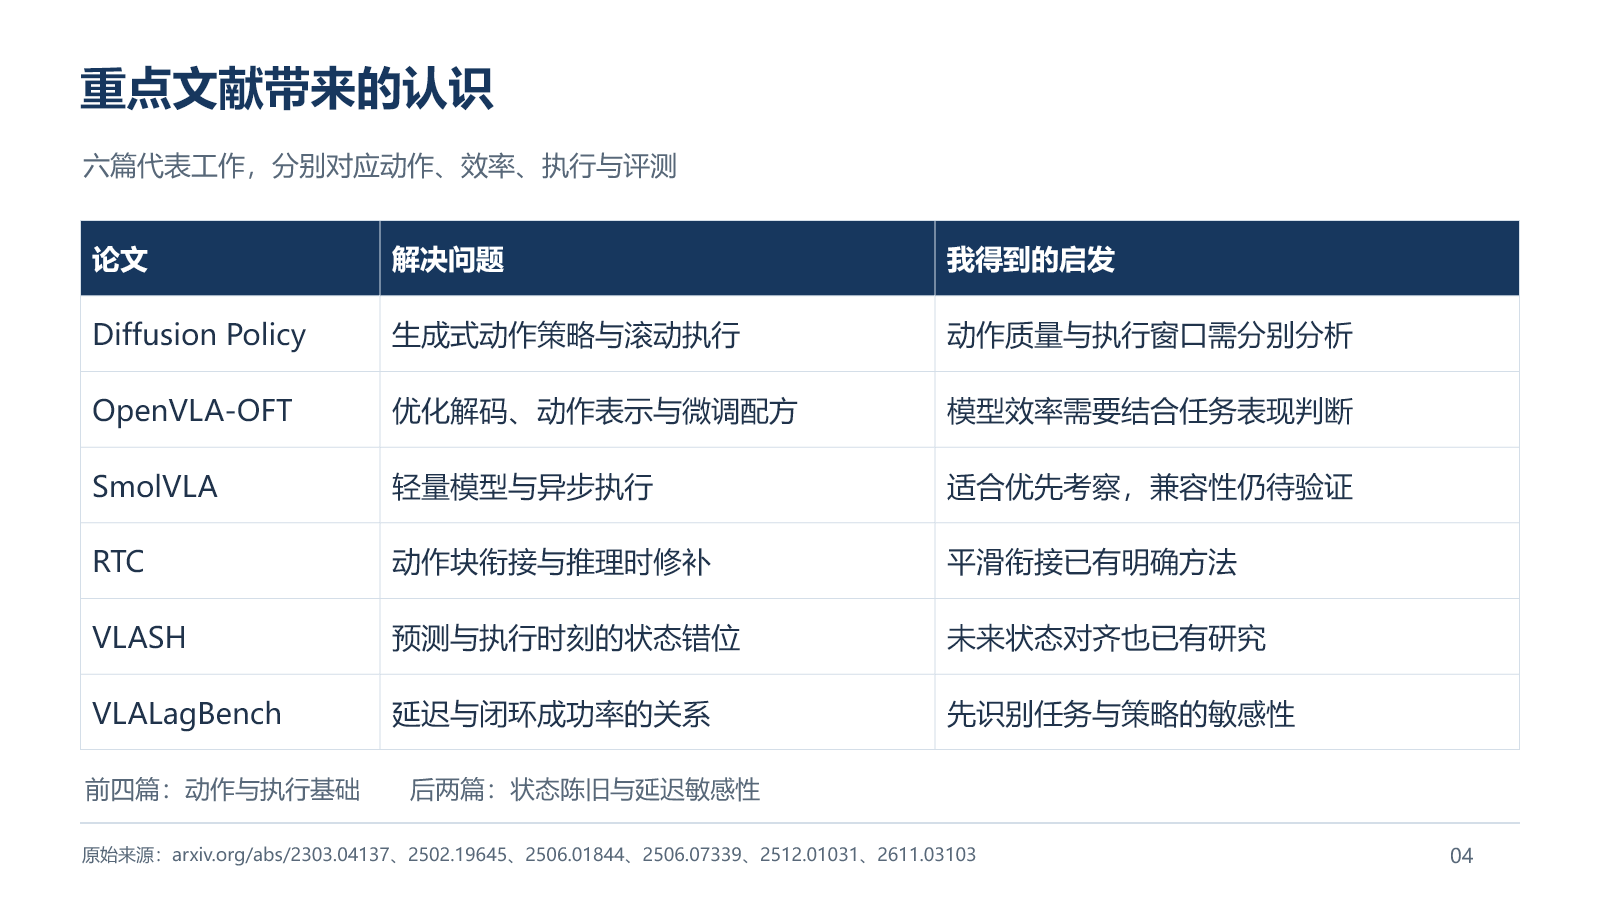 重点文献带来的认识
六篇代表工作，分别对应动作、效率、执行与评测
论文 解决问题 我得到的启发
Diffusion Policy 生成式动作策略与滚动执行 动作质量与执行窗口需分别分析
OpenVLA-OFT 优化解码、动作表示与微调配方 模型效率需要结合任务表现判断
SmolVLA 轻量模型与异步执行 适合优先考察，兼容性仍待验证
RTC 动作块衔接与推理时修补 平滑衔接已有明确方法
VLASH 预测与执行时刻的状态错位 未来状态对齐也已有研究
VLALagBench 延迟与闭环成功率的关系 先识别任务与策略的敏感性
前四篇：动作与执行基础 后两篇：状态陈旧与延迟敏感性
原始来源：arxiv.org/abs/2303.04137、2502.19645、2506.01844、2506.07339、2512.01031、2611.03103
04